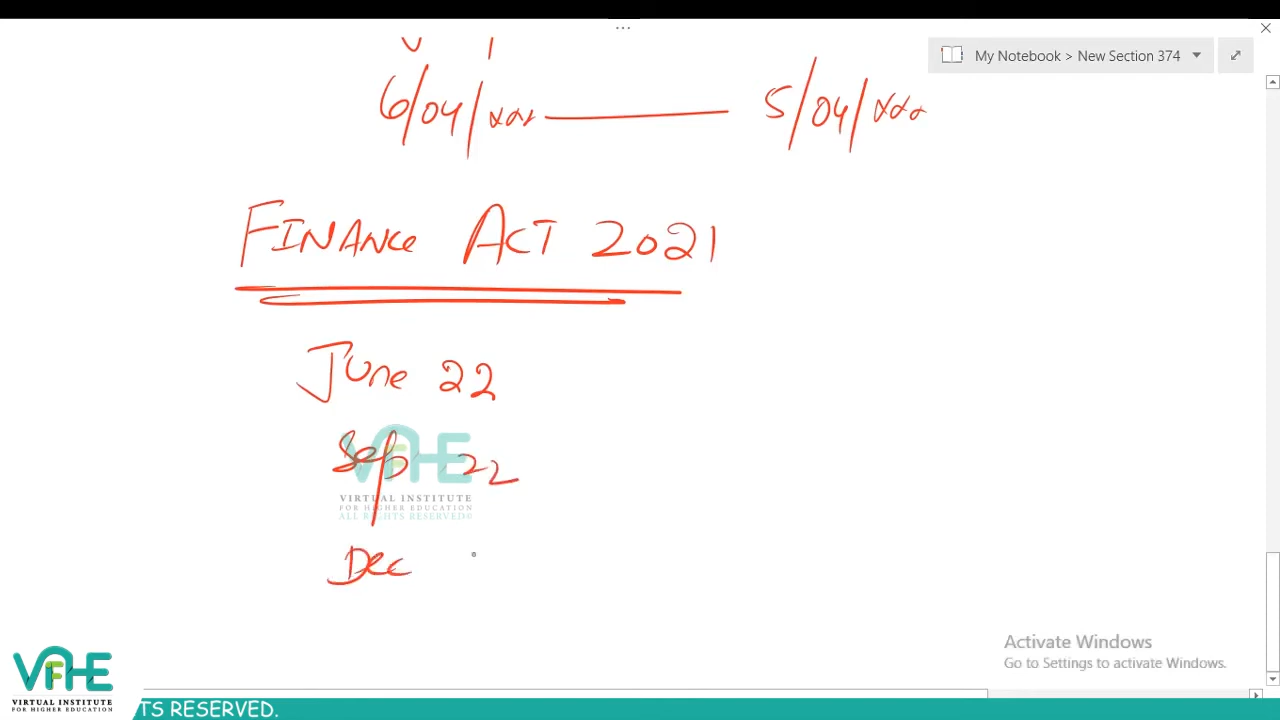 My Notebook > New Section 374
6/04/xxx 5/04/xxx
FINANCE ACT 2021
June 22
Sep 22
VFHE
VIRTUAL INSTITUTE
FOR HIGHER EDUCATION
ALL RIGHTS RESERVED©
Dec
Activate Windows
Go to Settings to activate Windows.
VFHE
VIRTUAL INSTITUTE
FOR HIGHER EDUCATION
TS RESERVED.